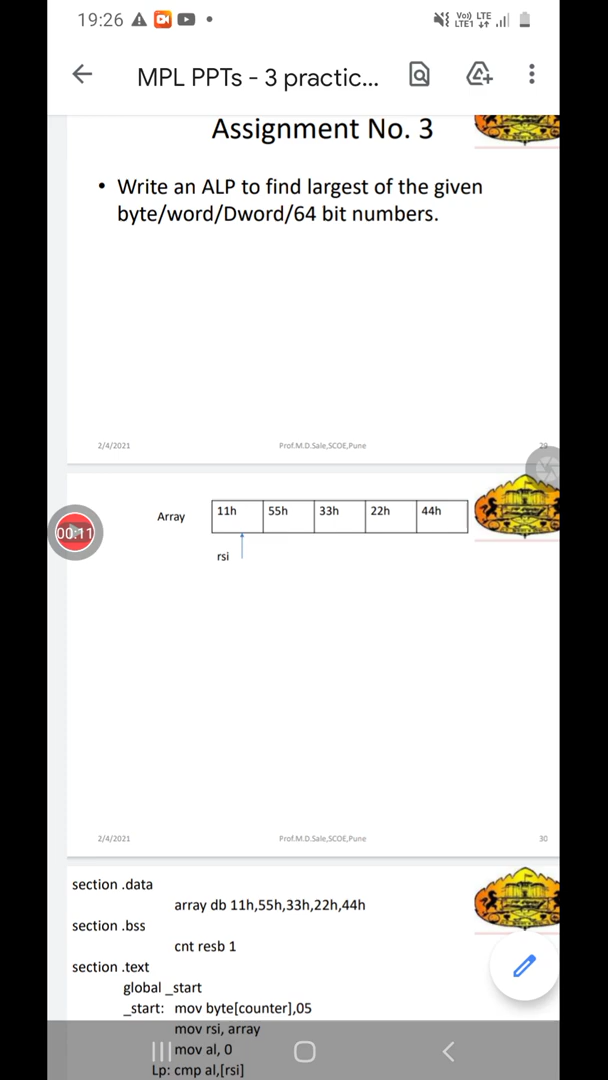 19:26
Vo)) LTE
LTE1
MPL PPTs - 3 practic...
Assignment No. 3
• Write an ALP to find largest of the given
byte/word/Dword/64 bit numbers.
2/4/2021 Prof.M.D.Sale,SCOE,Pune 29
00:11
Array 11h 55h 33h 22h 44h
rsi
2/4/2021 Prof.M.D.Sale,SCOE,Pune 30
section .data
array db 11h,55h,33h,22h,44h
section .bss
cnt resb 1
section .text
global _start
_start: mov byte[counter],05
mov rsi, array
mov al, 0
Lp: cmp al,[rsi]